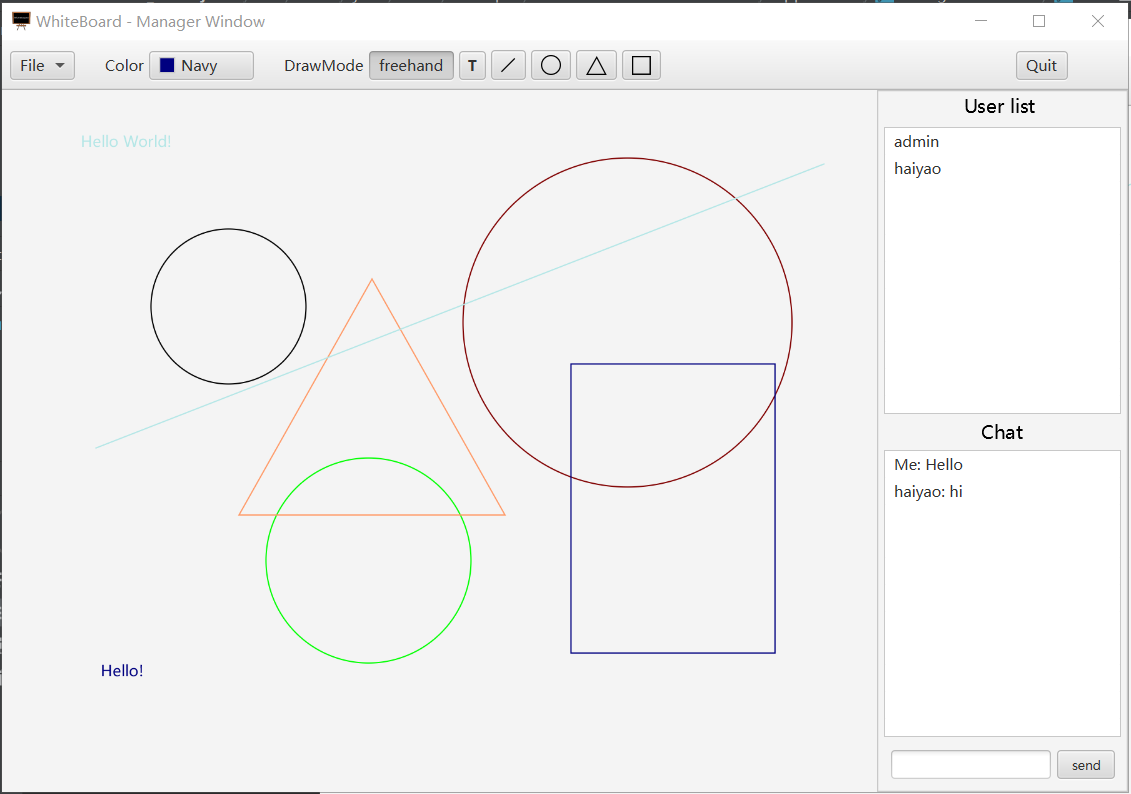 WhiteBoard - Manager Window
File Color Navy DrawMode freehand T Quit
Hello World!
Hello!
User list
admin
haiyao
Chat
Me: Hello
haiyao: hi
send